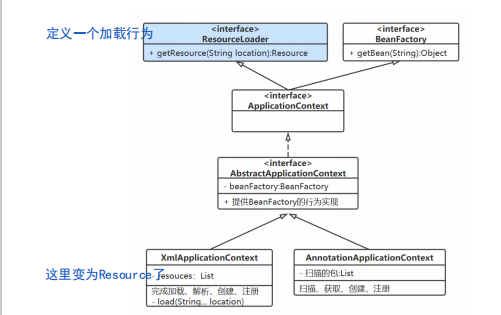 定义一个加载行为
<interface>
ResourceLoader
+ getResource(String location):Resource
<interface>
BeanFactory
+ getBean(String):Object
<interface>
ApplicationContext
<interface>
AbstractApplicationContext
- beanFactory:BeanFactory
+ 提供BeanFactory的行为实现
XmlApplicationContext
- resouces: List
完成加载、解析、创建、注册
- load(String... location)
这里变为Resource了
AnnotationApplicationContext
- 扫描的包:List
扫描、获取、创建、注册